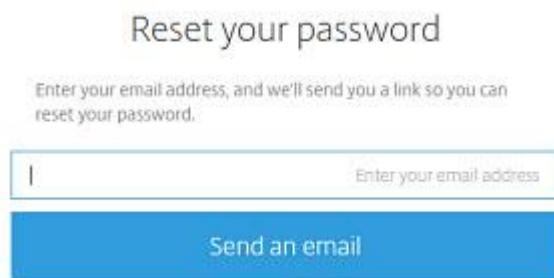 Reset your password
Enter your email address, and we'll send you a link so you can
reset your password.
Enter your email address
Send an email